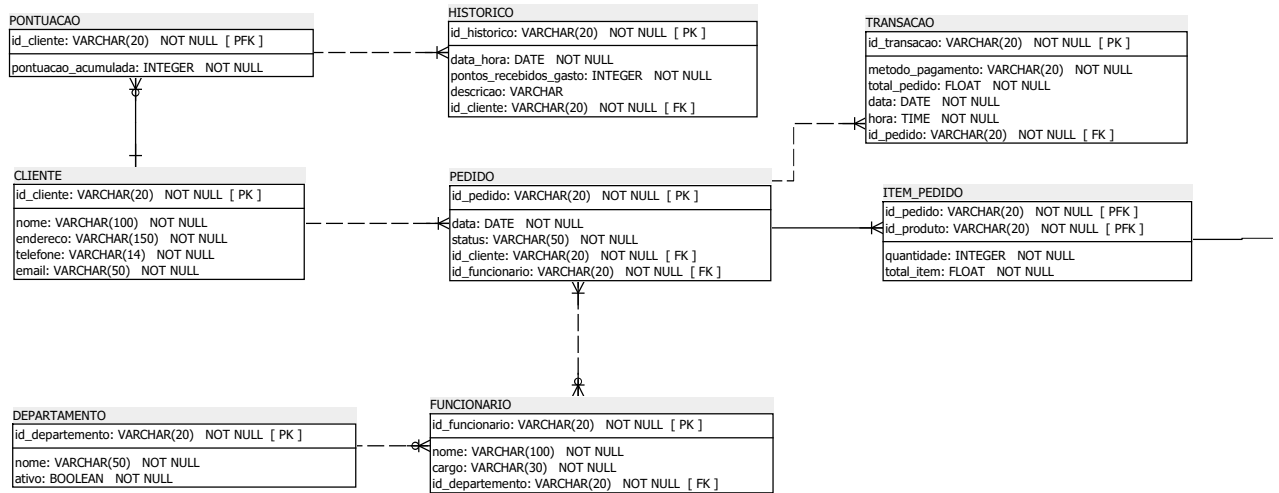 PONTUACAO
id_cliente: VARCHAR(20) NOT NULL [ PFK ]
pontuacao_acumulada: INTEGER NOT NULL
HISTORICO
id_historico: VARCHAR(20) NOT NULL [ PK ]
data_hora: DATE NOT NULL
pontos_recebidos_gasto: INTEGER NOT NULL
descricao: VARCHAR
id_cliente: VARCHAR(20) NOT NULL [ FK ]
TRANSACAO
id_transacao: VARCHAR(20) NOT NULL [ PK ]
metodo_pagamento: VARCHAR(20) NOT NULL
total_pedido: FLOAT NOT NULL
data: DATE NOT NULL
hora: TIME NOT NULL
id_pedido: VARCHAR(20) NOT NULL [ FK ]
CLIENTE
id_cliente: VARCHAR(20) NOT NULL [ PK ]
nome: VARCHAR(100) NOT NULL
endereco: VARCHAR(150) NOT NULL
telefone: VARCHAR(14) NOT NULL
email: VARCHAR(50) NOT NULL
PEDIDO
id_pedido: VARCHAR(20) NOT NULL [ PK ]
data: DATE NOT NULL
status: VARCHAR(50) NOT NULL
id_cliente: VARCHAR(20) NOT NULL [ FK ]
id_funcionario: VARCHAR(20) NOT NULL [ FK ]
ITEM_PEDIDO
id_pedido: VARCHAR(20) NOT NULL [ PFK ]
id_produto: VARCHAR(20) NOT NULL [ PFK ]
quantidade: INTEGER NOT NULL
total_item: FLOAT NOT NULL
DEPARTAMENTO
id_departemento: VARCHAR(20) NOT NULL [ PK ]
nome: VARCHAR(50) NOT NULL
ativo: BOOLEAN NOT NULL
FUNCIONARIO
id_funcionario: VARCHAR(20) NOT NULL [ PK ]
nome: VARCHAR(100) NOT NULL
cargo: VARCHAR(30) NOT NULL
id_departemento: VARCHAR(20) NOT NULL [ FK ]